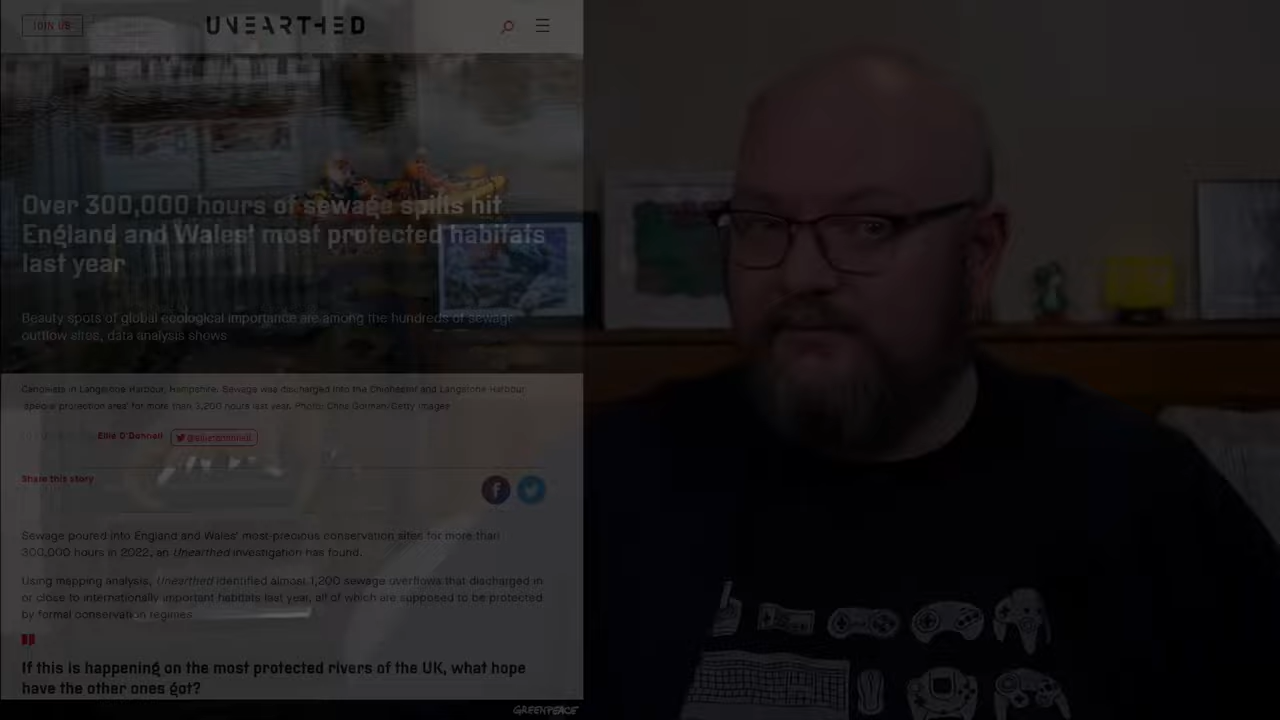 JOIN US
UNEARTHED
Over 300,000 hours of sewage spills hit
England and Wales' most protected habitats
last year
Beauty spots of global ecological importance are among the hundreds of sewage
outflow sites, data analysis shows
Canoeists in Langstone Harbour, Hampshire. Sewage was discharged into the Chichester and Langstone Harbour
'special protection area' for more than 3,200 hours last year. Photo: Chris Gorman/Getty Images
Ellie O'Donnell
Share this story
Sewage poured into England and Wales' most-precious conservation sites for more than
300,000 hours in 2022, an Unearthed investigation has found.
Using mapping analysis, Unearthed identified almost 1,200 sewage overflows that discharged in
or close to internationally important habitats last year, all of which are supposed to be protected
by formal conservation regimes
If this is happening on the most protected rivers of the UK, what hope
have the other ones got?
GREENPEACE